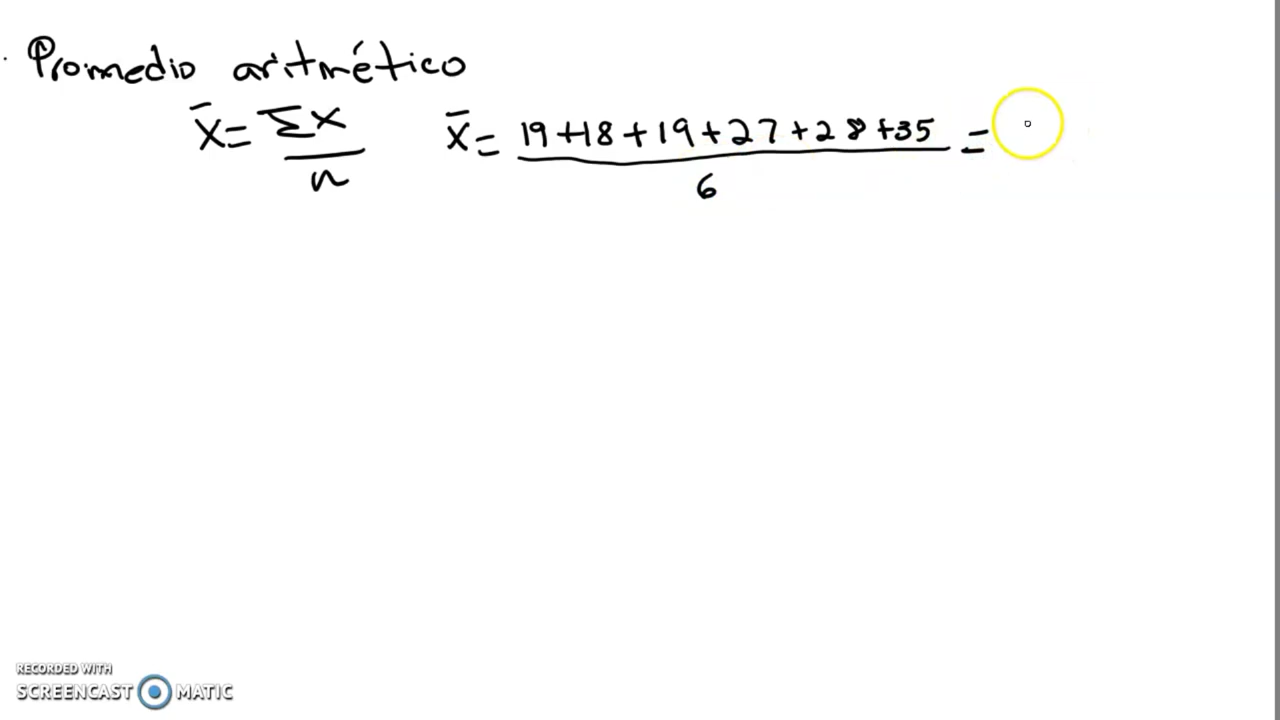 Promedio aritmético
x̄ = Σx / n   x̄ = 19+18+19+27+28+35 / 6 =
RECORDED WITH
SCREENCAST MATIC